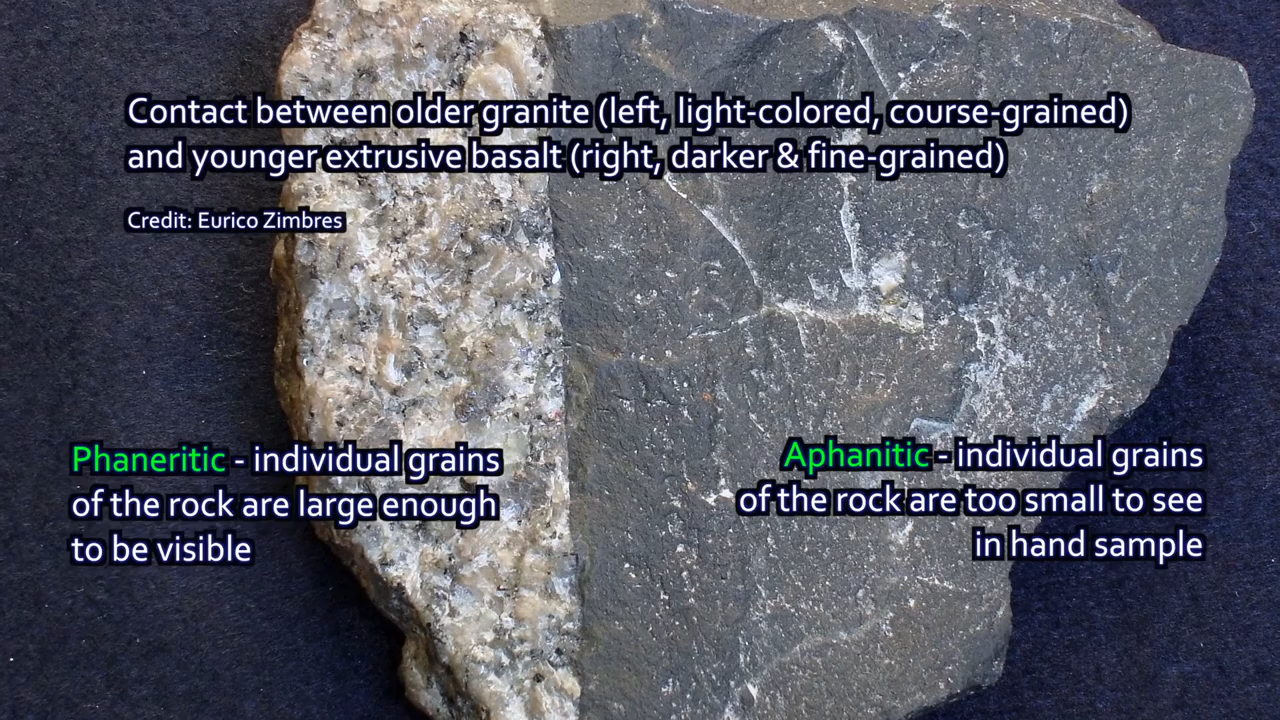 Contact between older granite (left, light-colored, course-grained)
and younger extrusive basalt (right, darker & fine-grained)
Credit: Eurico Zimbres
Phaneritic - individual grains
of the rock are large enough
to be visible
Aphanitic - individual grains
of the rock are too small to see
in hand sample